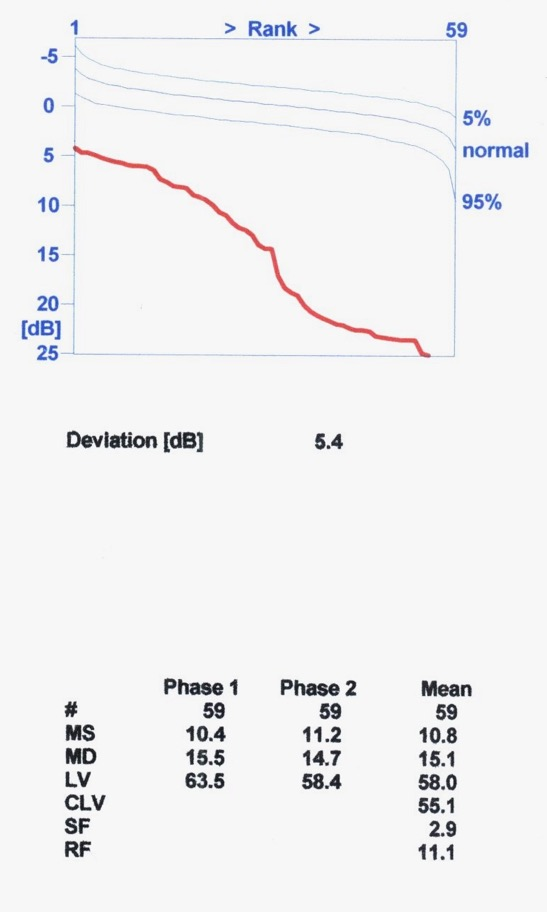 1 > Rank > 59
-5
0
5%
normal
5
10
95%
15
20
[dB]
25
Deviation [dB] 5.4
Phase 1 Phase 2 Mean
# 59 59 59
MS 10.4 11.2 10.8
MD 15.5 14.7 15.1
LV 63.5 58.4 58.0
CLV 55.1
SF 2.9
RF 11.1